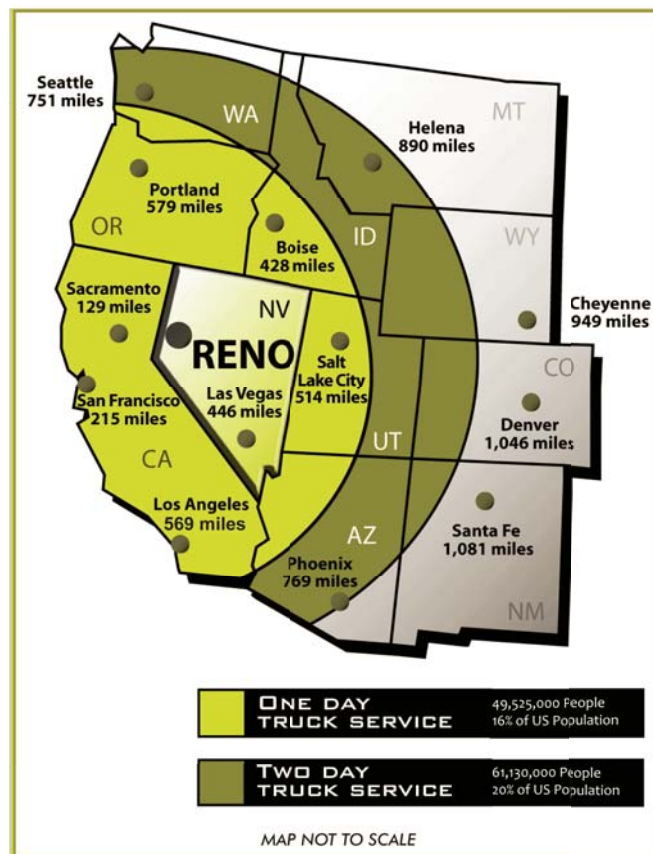 Seattle
751 miles
WA
MT
Helena
890 miles
Portland
579 miles
OR
Boise
428 miles
ID
WY
Sacramento
129 miles
NV
Cheyenne
949 miles
RENO
Salt
Lake City
514 miles
CO
San Francisco
215 miles
Las Vegas
446 miles
Denver
1,046 miles
UT
CA
Los Angeles
569 miles
AZ
Santa Fe
1,081 miles
Phoenix
769 miles
NM
ONE DAY
TRUCK SERVICE
49,525,000 People
16% of US Population
TWO DAY
TRUCK SERVICE
61,130,000 People
20% of US Population
MAP NOT TO SCALE